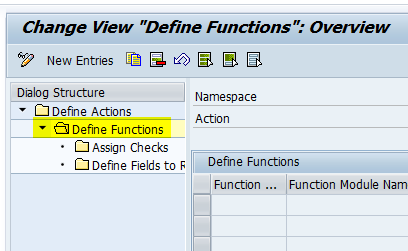 Change View "Define Functions": Overview
New Entries
Dialog Structure
Define Actions
Define Functions
Assign Checks
Define Fields to R
Namespace
Action
Define Functions
Function ... Function Module Nam